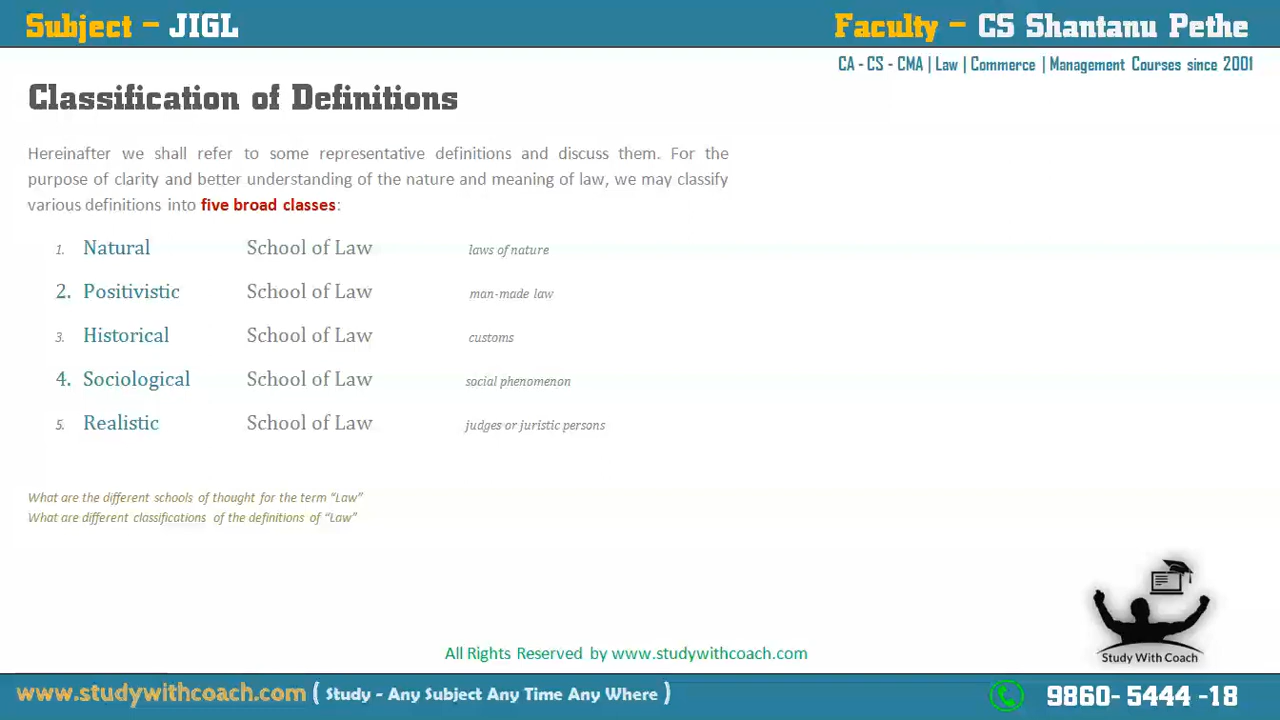 Subject – JIGL
Faculty – CS Shantanu Pethe
CA - CS - CMA | Law | Commerce | Management Courses since 2001
Classification of Definitions
Hereinafter we shall refer to some representative definitions and discuss them. For the
purpose of clarity and better understanding of the nature and meaning of law, we may classify
various definitions into five broad classes:
1. Natural School of Law laws of nature
2. Positivistic School of Law man-made law
3. Historical School of Law customs
4. Sociological School of Law social phenomenon
5. Realistic School of Law judges or juristic persons
What are the different schools of thought for the term “Law”
What are different classifications of the definitions of “Law”
Study With Coach
All Rights Reserved by www.studywithcoach.com
www.studywithcoach.com ( Study - Any Subject Any Time Any Where )
9860- 5444 -18